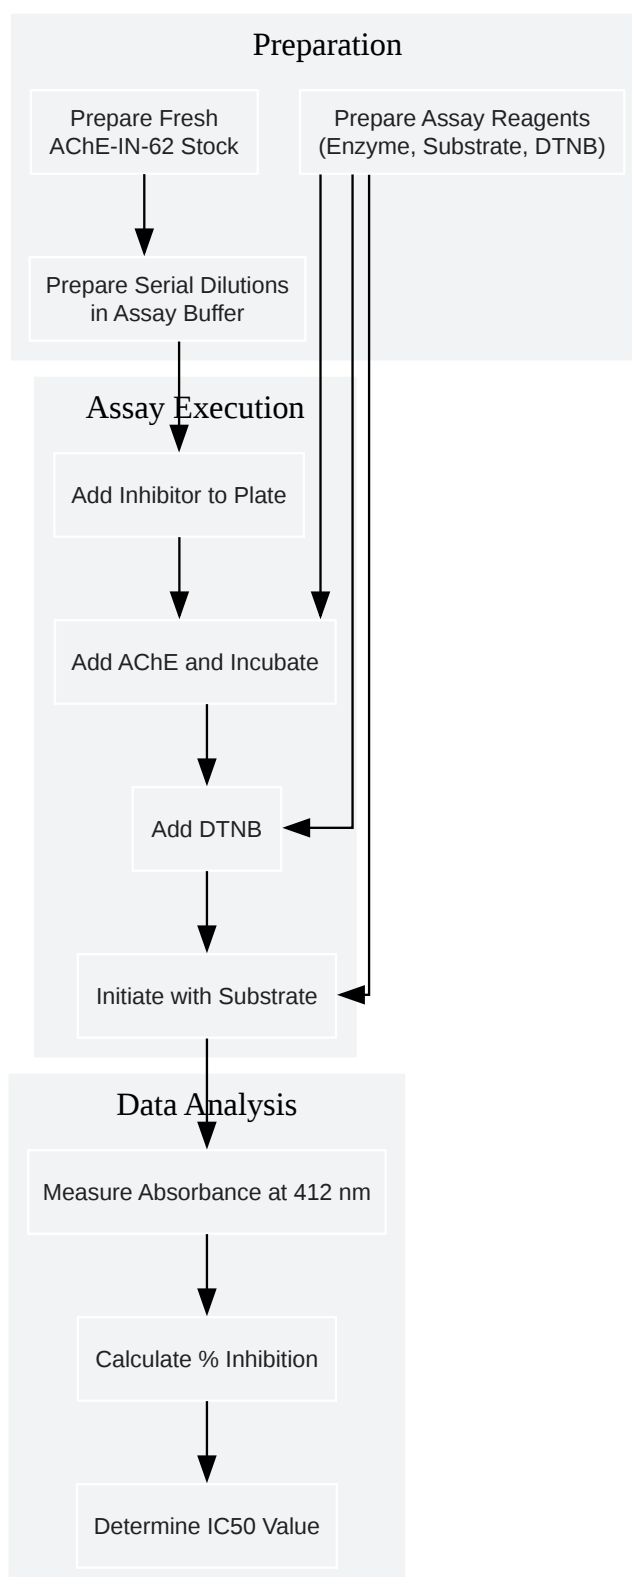 Preparation
Prepare Fresh
AChE-IN-62 Stock
Prepare Assay Reagents
(Enzyme, Substrate, DTNB)
Prepare Serial Dilutions
in Assay Buffer
Assay Execution
Add Inhibitor to Plate
Add AChE and Incubate
Add DTNB
Initiate with Substrate
Data Analysis
Measure Absorbance at 412 nm
Calculate % Inhibition
Determine IC50 Value